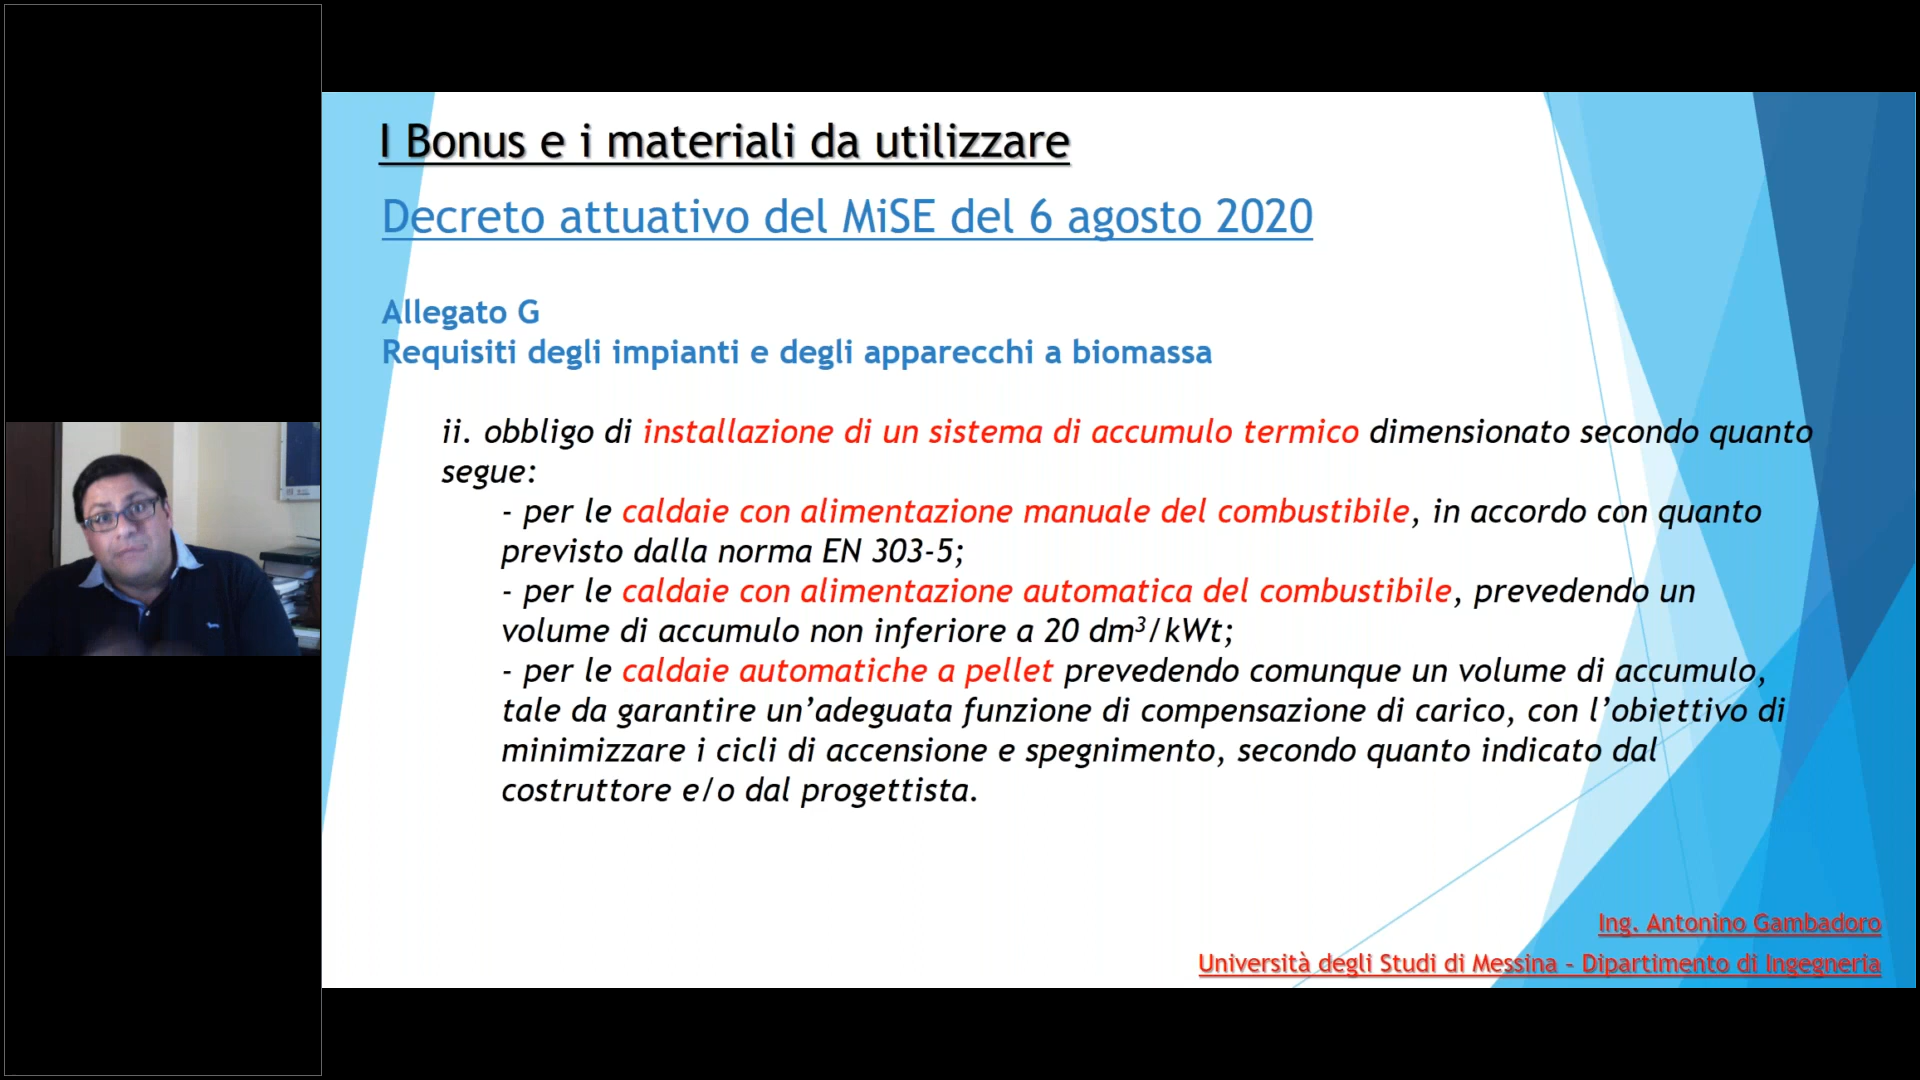 I Bonus e i materiali da utilizzare
Decreto attuativo del MiSE del 6 agosto 2020
Allegato G
Requisiti degli impianti e degli apparecchi a biomassa
ii. obbligo di installazione di un sistema di accumulo termico dimensionato secondo quanto
segue:
- per le caldaie con alimentazione manuale del combustibile, in accordo con quanto
previsto dalla norma EN 303-5;
- per le caldaie con alimentazione automatica del combustibile, prevedendo un
volume di accumulo non inferiore a 20 dm³/kWt;
- per le caldaie automatiche a pellet prevedendo comunque un volume di accumulo,
tale da garantire un’adeguata funzione di compensazione di carico, con l’obiettivo di
minimizzare i cicli di accensione e spegnimento, secondo quanto indicato dal
costruttore e/o dal progettista.
Ing. Antonino Gambadoro
Università degli Studi di Messina – Dipartimento di Ingegneria